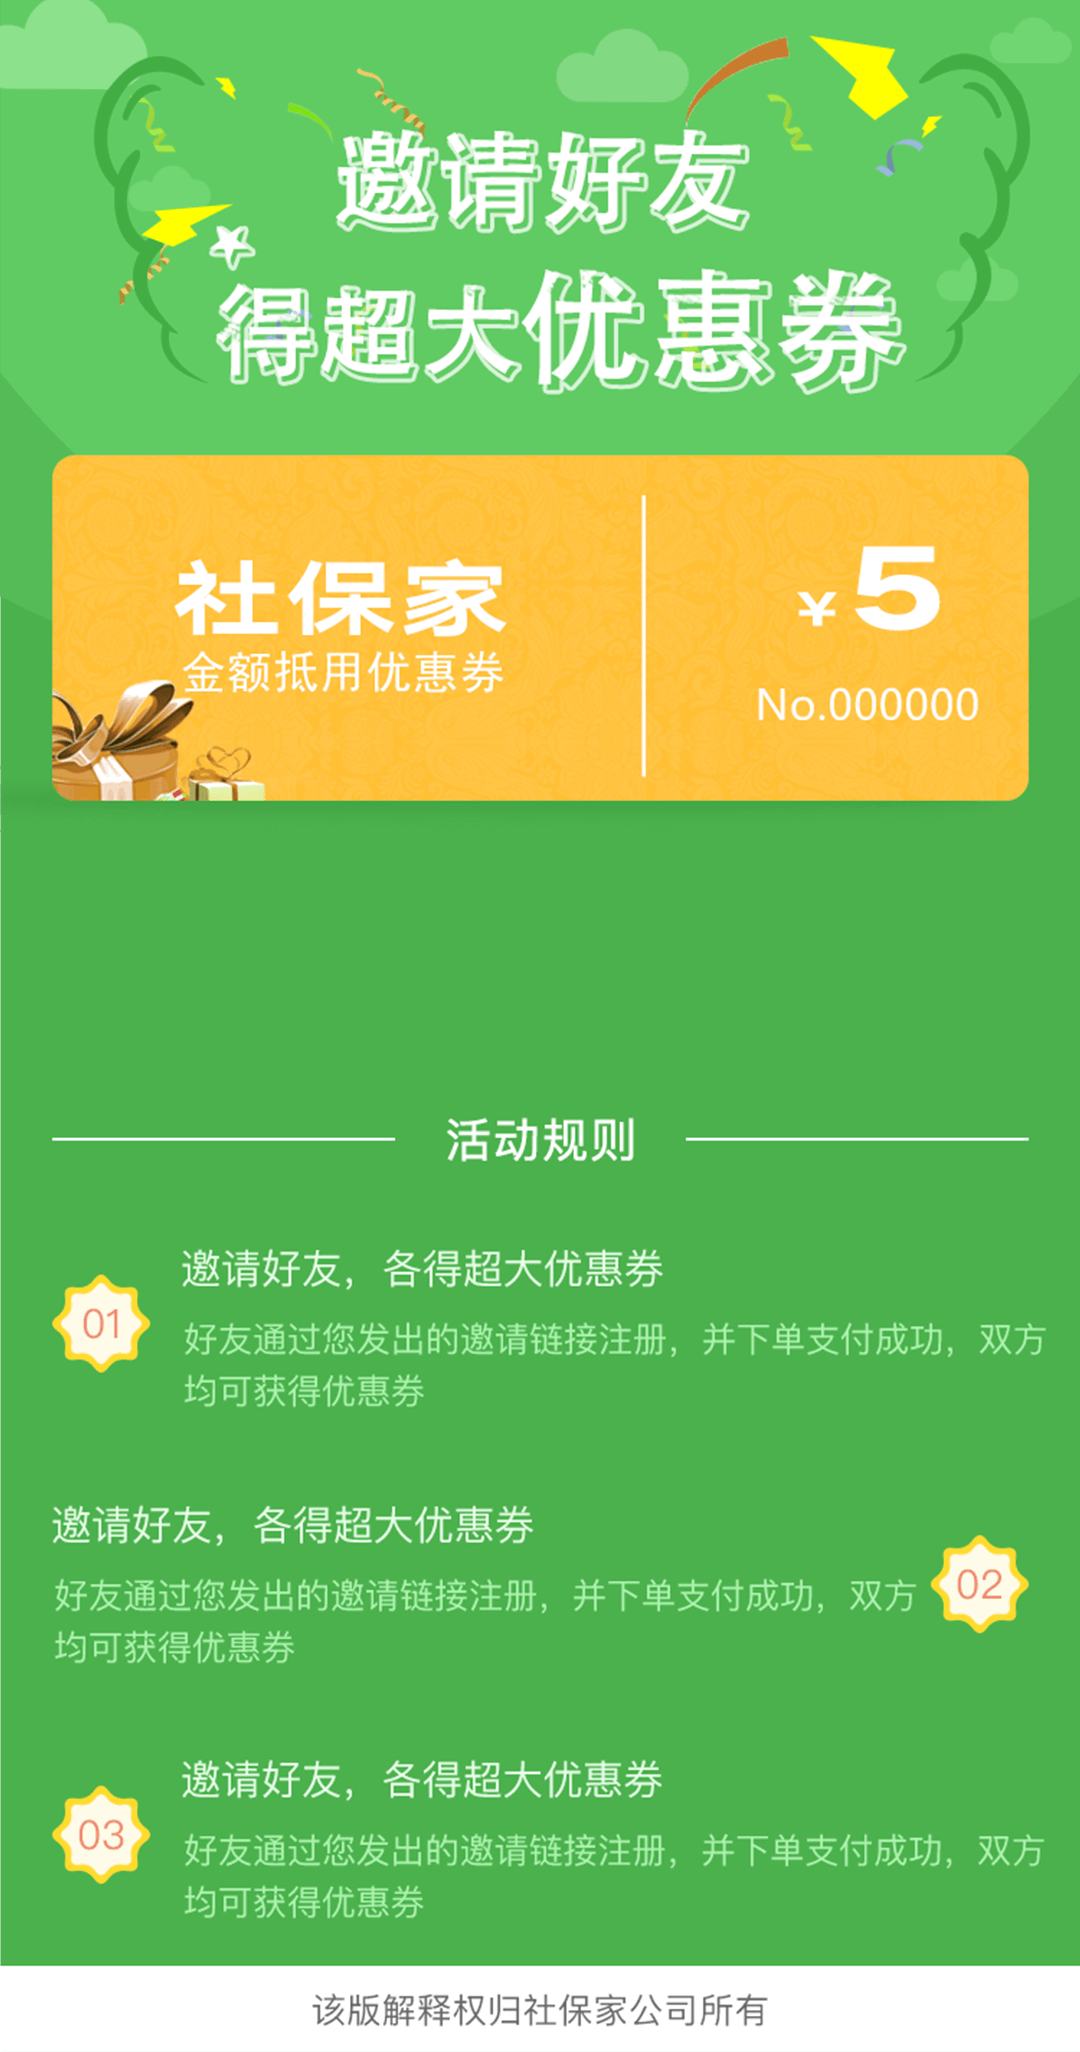 邀请好友
得超大优惠券
社保家
金额抵用优惠券
¥5
No.000000
活动规则
01
邀请好友，各得超大优惠券
好友通过您发出的邀请链接注册，并下单支付成功，双方
均可获得优惠券
邀请好友，各得超大优惠券
好友通过您发出的邀请链接注册，并下单支付成功，双方
均可获得优惠券
02
03
邀请好友，各得超大优惠券
好友通过您发出的邀请链接注册，并下单支付成功，双方
均可获得优惠券
该版解释权归社保家公司所有